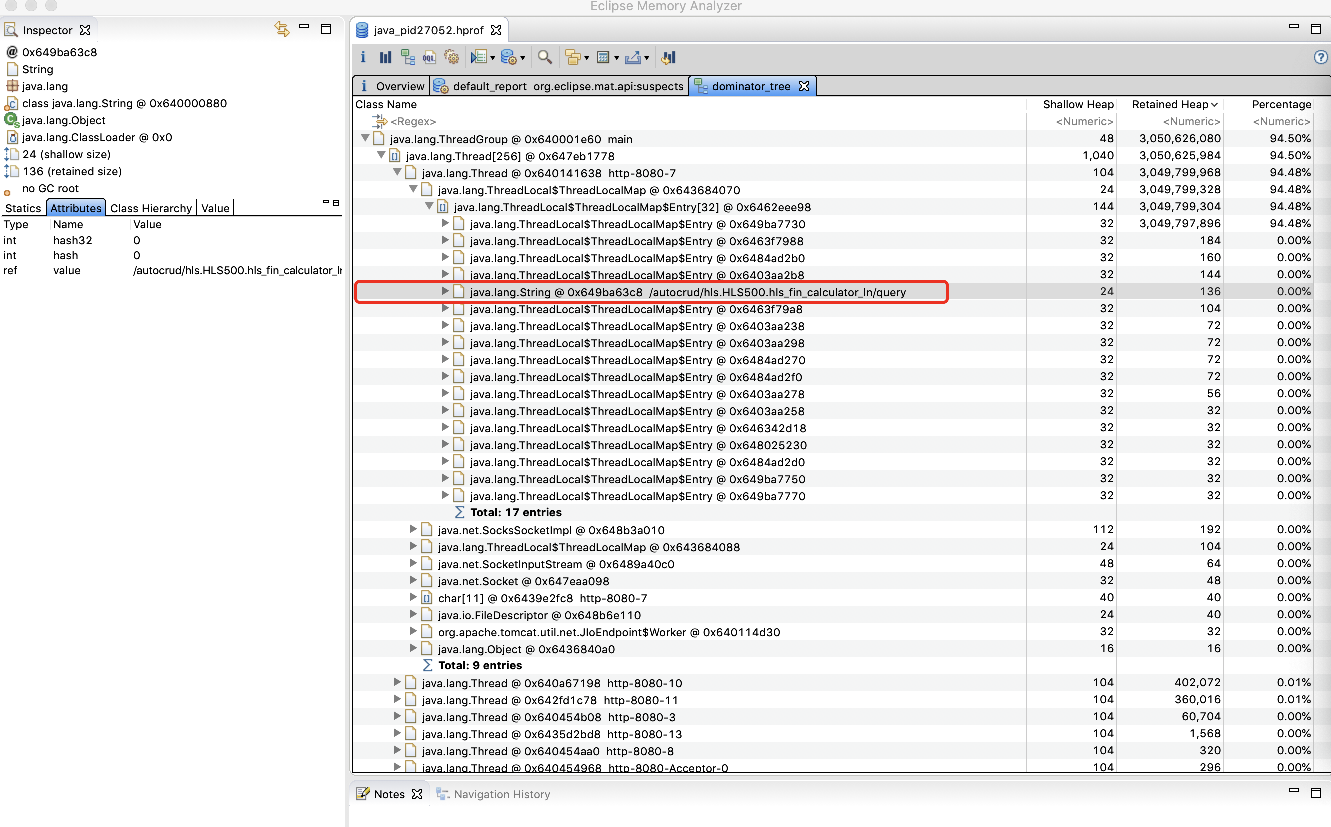 Eclipse Memory Analyzer
Inspector
0x649ba63c8
String
java.lang
class java.lang.String @ 0x640000880
java.lang.Object
java.lang.ClassLoader @ 0x0
24 (shallow size)
136 (retained size)
no GC root
Statics Attributes Class Hierarchy Value
Type Name Value
int hash32 0
int hash 0
ref value /autocrud/hls.HLS500.hls_fin_calculator_ln
java_pid27052.hprof
Overview default_report org.eclipse.mat.api:suspects dominator_tree
Class Name Shallow Heap Retained Heap Percentage
<Regex> <Numeric> <Numeric> <Numeric>
java.lang.ThreadGroup @ 0x640001e60 main 48 3,050,626,080 94.50%
java.lang.Thread[256] @ 0x647eb1778 1,040 3,050,625,984 94.50%
java.lang.Thread @ 0x640141638 http-8080-7 104 3,049,799,968 94.48%
java.lang.ThreadLocal$ThreadLocalMap @ 0x643684070 24 3,049,799,328 94.48%
java.lang.ThreadLocal$ThreadLocalMap$Entry[32] @ 0x6462eee98 144 3,049,799,304 94.48%
java.lang.ThreadLocal$ThreadLocalMap$Entry @ 0x649ba7730 32 3,049,797,896 94.48%
java.lang.ThreadLocal$ThreadLocalMap$Entry @ 0x6463f7988 32 184 0.00%
java.lang.ThreadLocal$ThreadLocalMap$Entry @ 0x6484ad2b0 32 160 0.00%
java.lang.ThreadLocal$ThreadLocalMap$Entry @ 0x6403aa2b8 32 144 0.00%
java.lang.String @ 0x649ba63c8 /autocrud/hls.HLS500.hls_fin_calculator_ln/query 24 136 0.00%
java.lang.ThreadLocal$ThreadLocalMap$Entry @ 0x6463f79a8 32 104 0.00%
java.lang.ThreadLocal$ThreadLocalMap$Entry @ 0x6403aa238 32 72 0.00%
java.lang.ThreadLocal$ThreadLocalMap$Entry @ 0x6403aa298 32 72 0.00%
java.lang.ThreadLocal$ThreadLocalMap$Entry @ 0x6484ad270 32 72 0.00%
java.lang.ThreadLocal$ThreadLocalMap$Entry @ 0x6484ad2f0 32 72 0.00%
java.lang.ThreadLocal$ThreadLocalMap$Entry @ 0x6403aa278 32 56 0.00%
java.lang.ThreadLocal$ThreadLocalMap$Entry @ 0x6403aa258 32 32 0.00%
java.lang.ThreadLocal$ThreadLocalMap$Entry @ 0x646342d18 32 32 0.00%
java.lang.ThreadLocal$ThreadLocalMap$Entry @ 0x648025230 32 32 0.00%
java.lang.ThreadLocal$ThreadLocalMap$Entry @ 0x6484ad2d0 32 32 0.00%
java.lang.ThreadLocal$ThreadLocalMap$Entry @ 0x649ba7750 32 32 0.00%
java.lang.ThreadLocal$ThreadLocalMap$Entry @ 0x649ba7770 32 32 0.00%
Total: 17 entries
java.net.SocksSocketImpl @ 0x648b3a010 112 192 0.00%
java.lang.ThreadLocal$ThreadLocalMap @ 0x643684088 24 104 0.00%
java.net.SocketInputStream @ 0x6489a40c0 48 64 0.00%
java.net.Socket @ 0x647eaa098 32 48 0.00%
char[11] @ 0x6439e2fc8 http-8080-7 40 40 0.00%
java.io.FileDescriptor @ 0x648b6e110 24 40 0.00%
org.apache.tomcat.util.net.JIoEndpoint$Worker @ 0x640114d30 32 32 0.00%
java.lang.Object @ 0x6436840a0 16 16 0.00%
Total: 9 entries
java.lang.Thread @ 0x640a67198 http-8080-10 104 402,072 0.01%
java.lang.Thread @ 0x642fd1c78 http-8080-11 104 360,016 0.01%
java.lang.Thread @ 0x640454b08 http-8080-3 104 60,704 0.00%
java.lang.Thread @ 0x6435d2bd8 http-8080-13 104 1,568 0.00%
java.lang.Thread @ 0x640454aa0 http-8080-8 104 320 0.00%
java.lang.Thread @ 0x640454968 http-8080-Acceptor-0 104 296 0.00%
Notes Navigation History